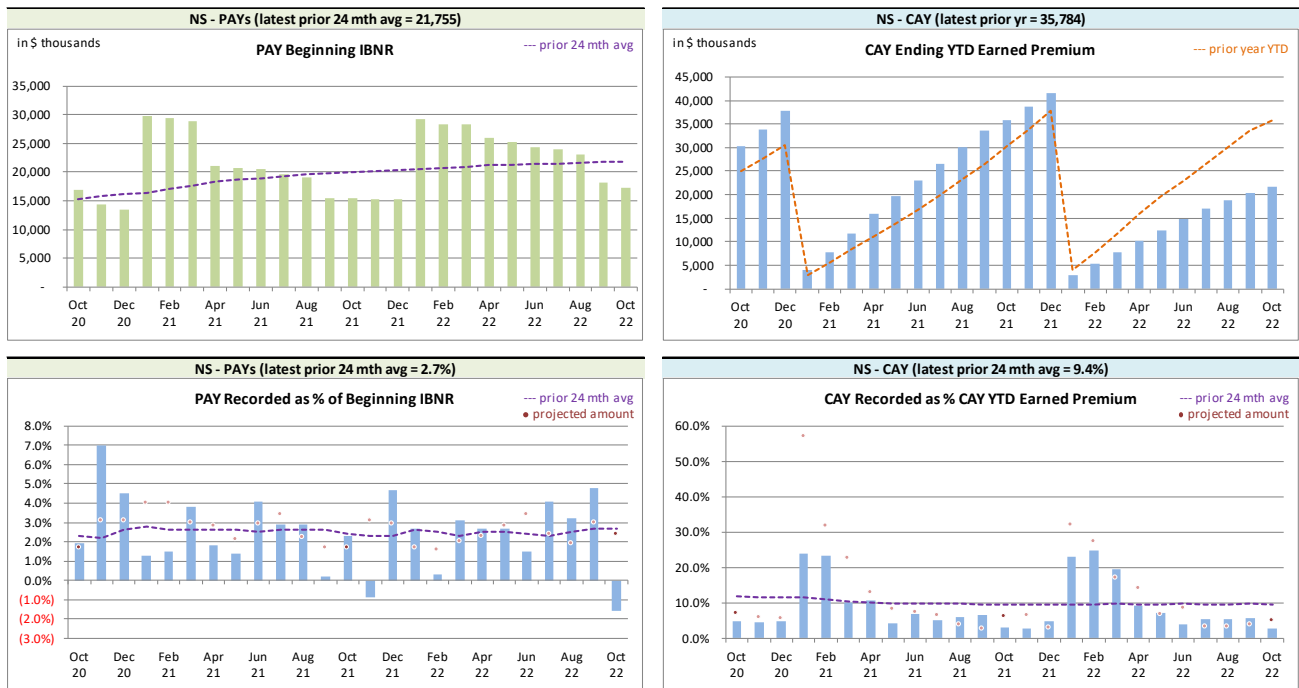 NS - PAYs (latest prior 24 mth avg = 21,755)
in $ thousands
PAY Beginning IBNR
--- prior 24 mth avg
35,000
30,000
25,000
20,000
15,000
10,000
5,000
-
Oct Dec Feb Apr Jun Aug Oct Dec Feb Apr Jun Aug Oct
20 20 21 21 21 21 21 21 22 22 22 22 22
NS - CAY (latest prior yr = 35,784)
in $ thousands
CAY Ending YTD Earned Premium
--- prior year YTD
45,000
40,000
35,000
30,000
25,000
20,000
15,000
10,000
5,000
-
Oct Dec Feb Apr Jun Aug Oct Dec Feb Apr Jun Aug Oct
20 20 21 21 21 21 21 21 22 22 22 22 22
NS - PAYs (latest prior 24 mth avg = 2.7%)
PAY Recorded as % of Beginning IBNR
--- prior 24 mth avg
• projected amount
8.0%
7.0%
6.0%
5.0%
4.0%
3.0%
2.0%
1.0%
0.0%
(1.0%)
(2.0%)
(3.0%)
Oct Dec Feb Apr Jun Aug Oct Dec Feb Apr Jun Aug Oct
20 20 21 21 21 21 21 21 22 22 22 22 22
NS - CAY (latest prior 24 mth avg = 9.4%)
CAY Recorded as % CAY YTD Earned Premium
--- prior 24 mth avg
• projected amount
60.0%
50.0%
40.0%
30.0%
20.0%
10.0%
0.0%
Oct Dec Feb Apr Jun Aug Oct Dec Feb Apr Jun Aug Oct
20 20 21 21 21 21 21 21 22 22 22 22 22